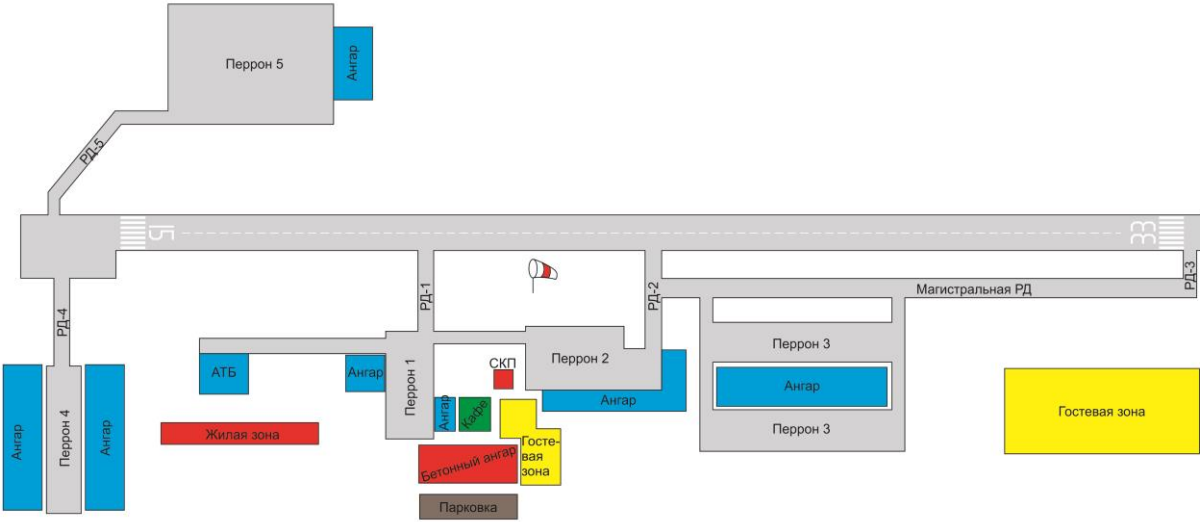 Перрон 5
Ангар
РД-5
15
33
РД-4
РД-1
РД-2
РД-3
Магистральная РД
АТБ
Ангар
Перрон 1
СКП
Перрон 2
Перрон 3
Ангар
Перрон 3
Ангар
Ангар
Кафе
Гостевая зона
Ангар
Перрон 4
Ангар
Жилая зона
Госте-
вая
зона
Бетонный ангар
Парковка